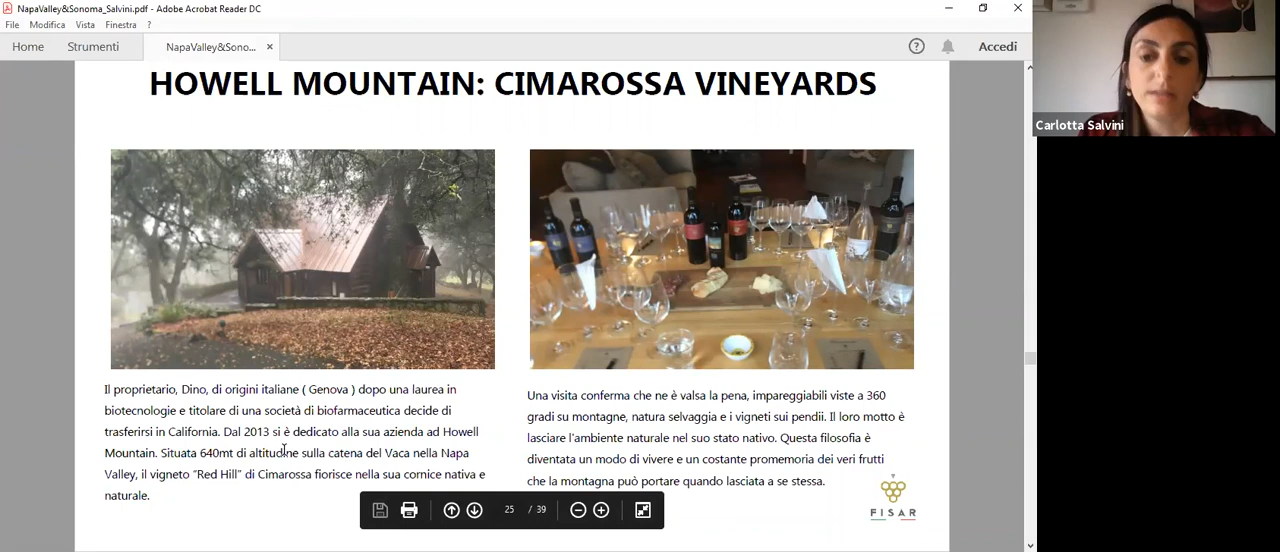 NapaValley&Sonoma_Salvini.pdf - Adobe Acrobat Reader DC
File Modifica Vista Finestra ?
Home Strumenti NapaValley&Sono... × Accedi
HOWELL MOUNTAIN: CIMAROSSA VINEYARDS
Carlotta Salvini
Il proprietario, Dino, di origini italiane ( Genova ) dopo una laurea in
biotecnologie e titolare di una società di biofarmaceutica decide di
trasferirsi in California. Dal 2013 si è dedicato alla sua azienda ad Howell
Mountain. Situata 640mt di altitudine sulla catena del Vaca nella Napa
Valley, il vigneto “Red Hill” di Cimarossa fiorisce nella sua cornice nativa e
naturale.
Una visita conferma che ne è valsa la pena, impareggiabili viste a 360
gradi su montagne, natura selvaggia e i vigneti sui pendii. Il loro motto è
lasciare l'ambiente naturale nel suo stato nativo. Questa filosofia è
diventata un modo di vivere e un costante promemoria dei veri frutti
che la montagna può portare quando lasciata a se stessa.
FISAR
25 / 39